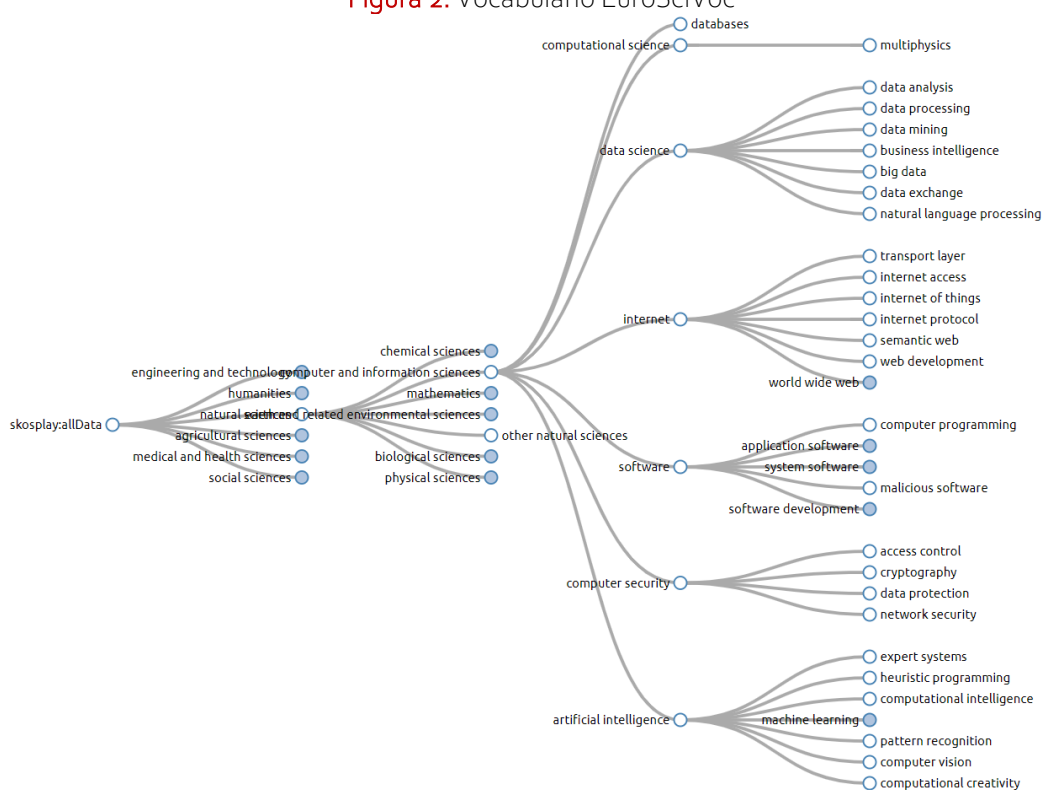 Figura 2. Vocabulario EuroSciVoc
databases
computational science
multiphysics
data analysis
data processing
data mining
data science
business intelligence
big data
data exchange
natural language processing
transport layer
internet access
internet of things
internet
internet protocol
semantic web
web development
world wide web
chemical sciences
engineering and technology
computer and information sciences
humanities
mathematics
natural sciences
earth and related environmental sciences
skosplay:allData
agricultural sciences
other natural sciences
medical and health sciences
biological sciences
social sciences
physical sciences
computer programming
application software
software
system software
malicious software
software development
access control
cryptography
computer security
data protection
network security
expert systems
heuristic programming
computational intelligence
artificial intelligence
machine learning
pattern recognition
computer vision
computational creativity